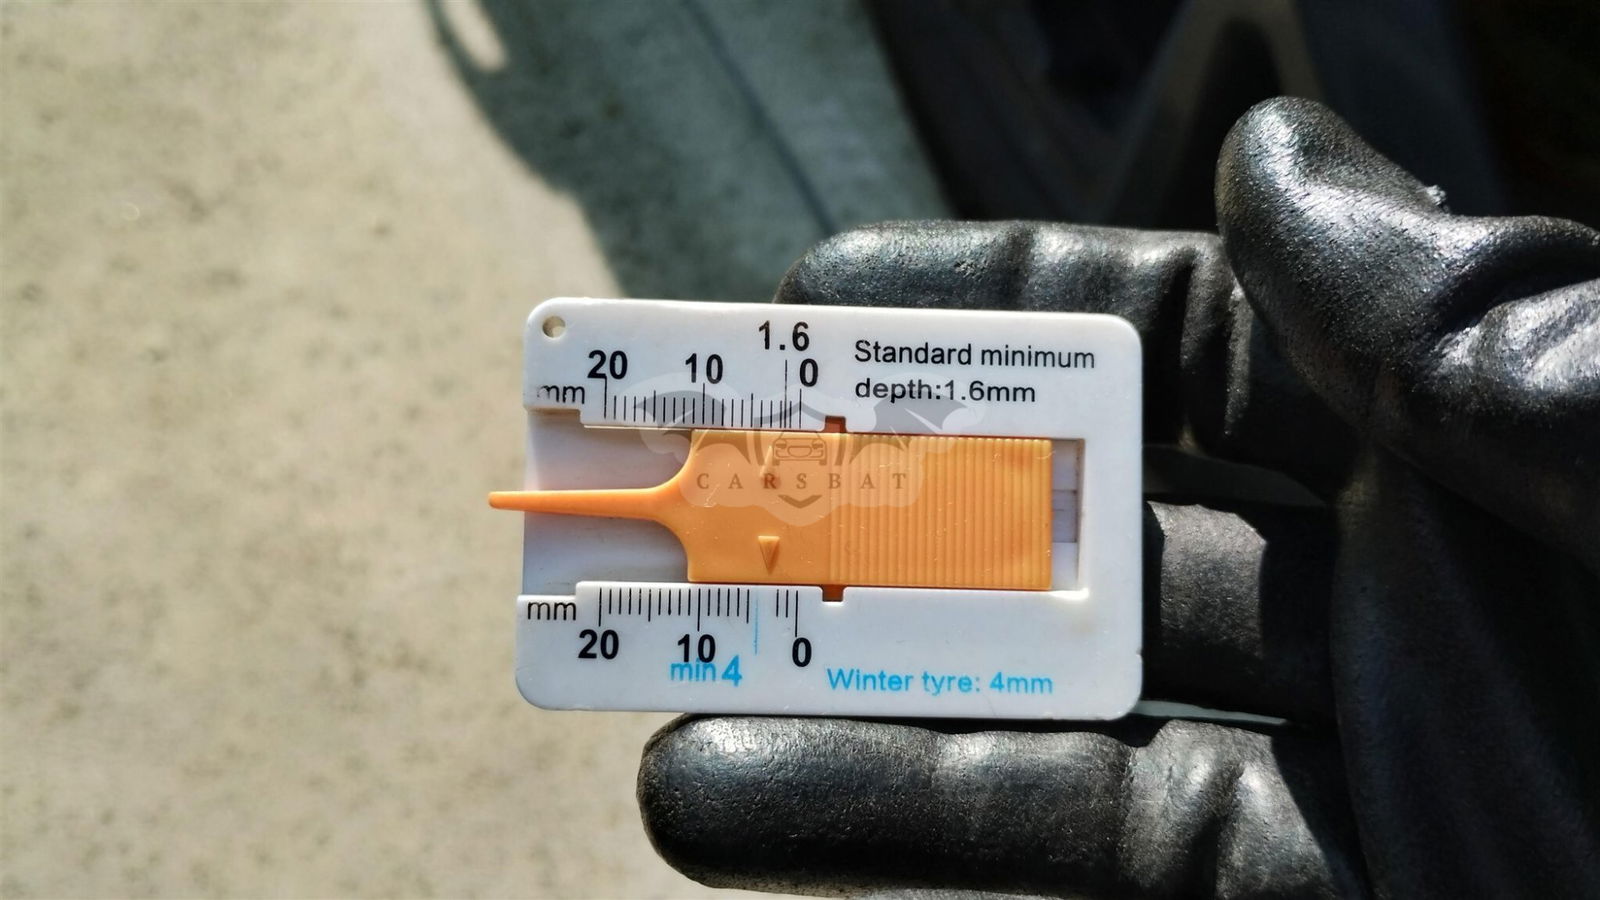 1.6
20 10 0
mm
Standard minimum
depth:1.6mm
CARSBAT
mm
20 10 0
min 4
Winter tyre: 4mm